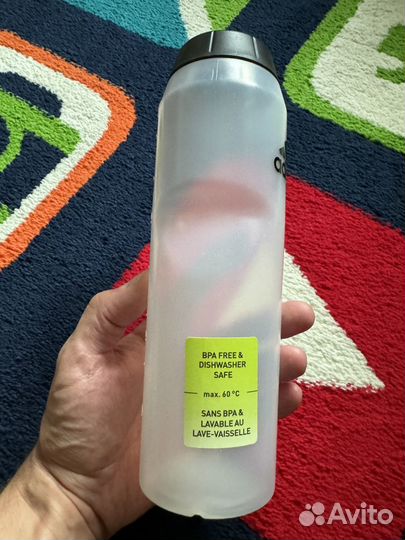 BPA FREE &
DISHWASHER
SAFE
max. 60 °C
SANS BPA &
LAVABLE AU
LAVE-VAISSELLE
Avito